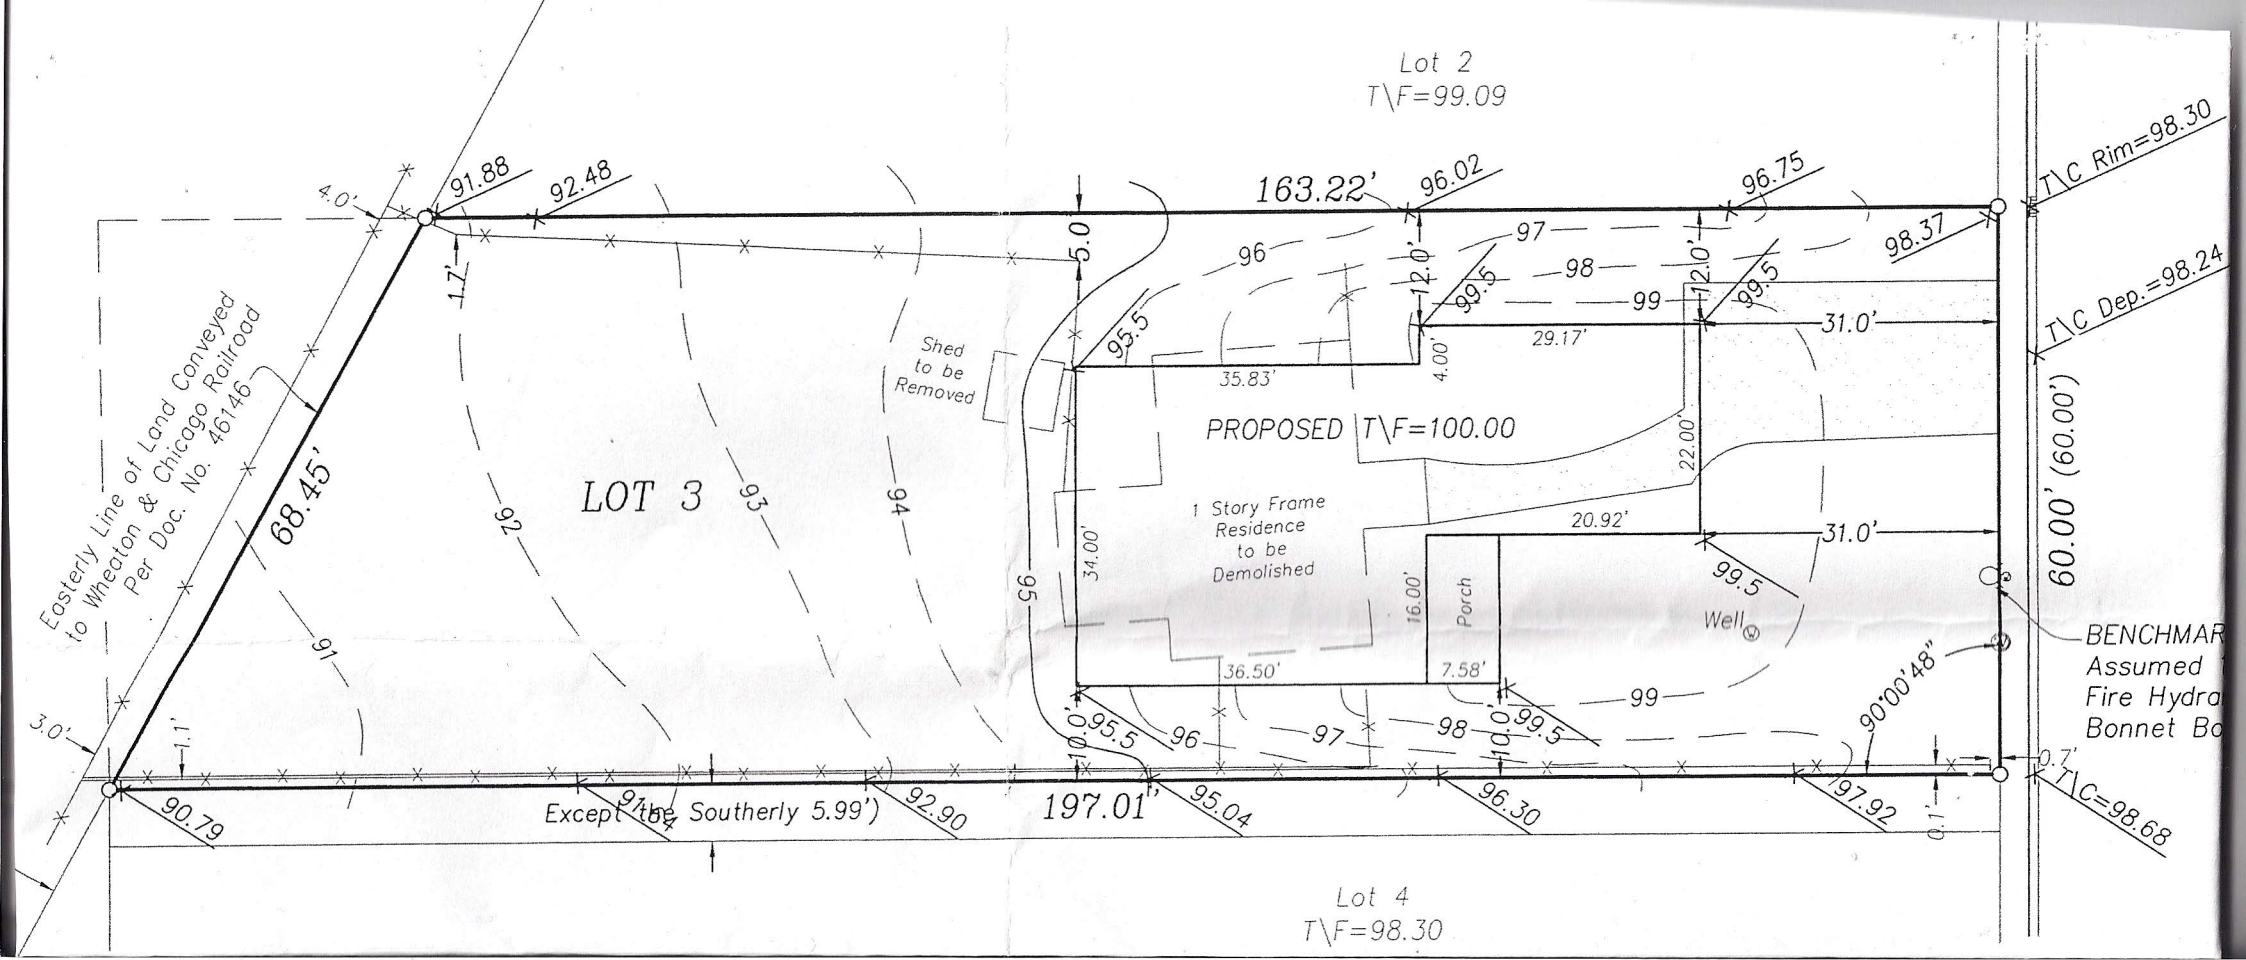 Lot 2
T\F=99.09
T\C Rim=98.30
4.0'
91.88
92.48
163.22'
96.02
96.75
98.37
5.0'
96
97
12.0'
12.0'
98
99
99.5
99.5
T\C Dep.=98.24
1.7'
Easterly Line of Land Conveyed
to Wheaton & Chicago Railroad
Per Doc. No. 46146
68.45'
Shed
to be
Removed
95.5
35.83'
4.00'
29.17'
31.0'
PROPOSED T\F=100.00
22.00'
60.00' (60.00')
LOT 3
91
92
93
94
95
34.00'
1 Story Frame
Residence
to be
Demolished
20.92'
31.0'
16.00'
Porch
99.5
Well
W
36.50'
7.58'
99
90°00'48"
BENCHMAR
Assumed
Fire Hydra
Bonnet Bo
3.0'
1.1'
10.0'
95.5
96
97
98
10.0'
99.5
0.7'
90.79
Except the Southerly 5.99')
92.90
197.01'
95.04
96.30
97.92
0.1'
T\C=98.68
Lot 4
T\F=98.30